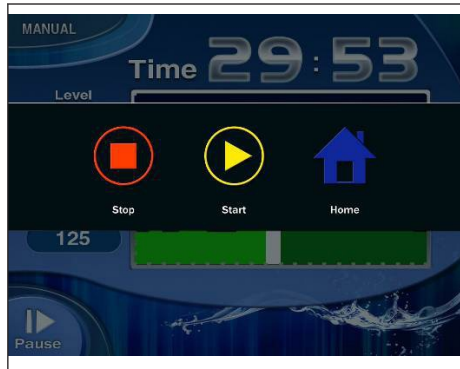 MANUAL
Time 29:53
Level
Stop Start Home
125
Pause